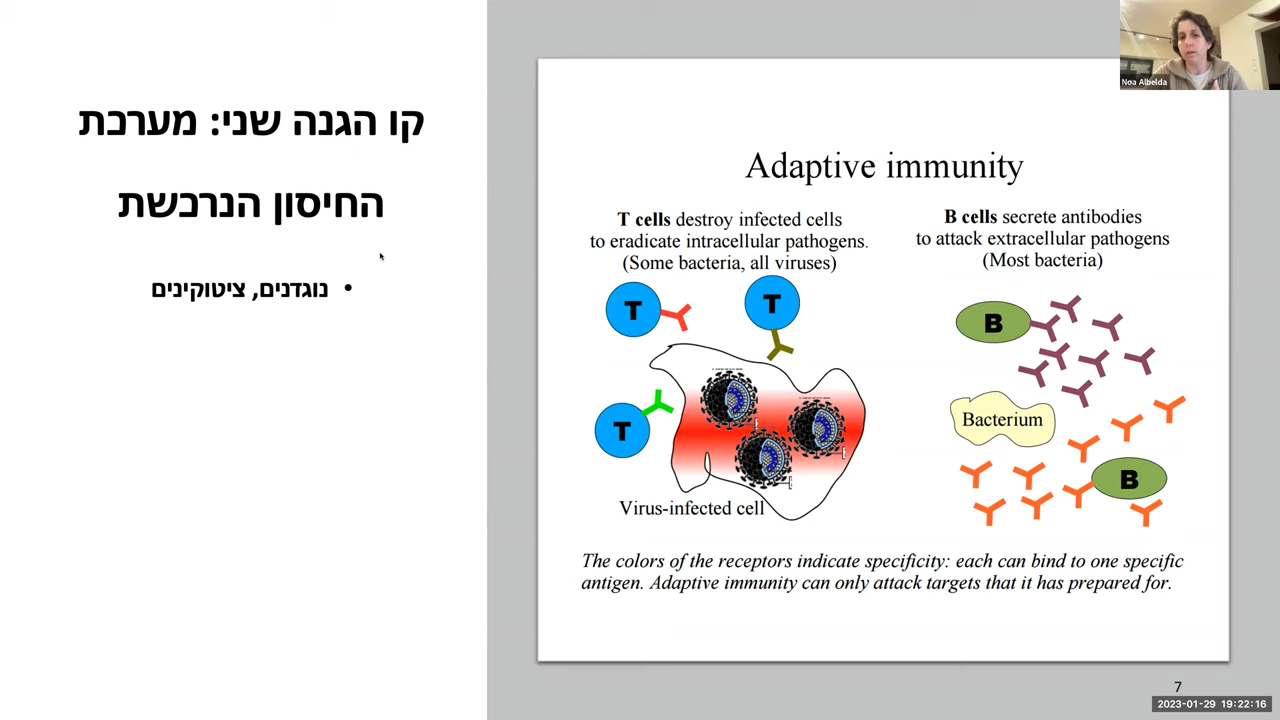 Noa Albelda
קו הגנה שני: מערכת
החיסון הנרכשת
• נוגדנים, ציטוקינים
Adaptive immunity
T cells destroy infected cells
to eradicate intracellular pathogens.
(Some bacteria, all viruses)
B cells secrete antibodies
to attack extracellular pathogens
(Most bacteria)
T
T
T
Virus-infected cell
B
Bacterium
B
The colors of the receptors indicate specificity: each can bind to one specific
antigen. Adaptive immunity can only attack targets that it has prepared for.
7
2023-01-29 19:22:16